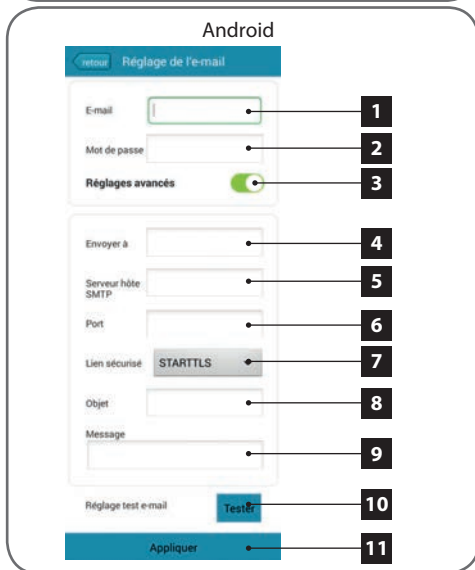 Android
retour Réglage de l'e-mail
E-mail 1
Mot de passe 2
Réglages avancés 3
Envoyer à 4
Serveur hôte SMTP 5
Port 6
Lien sécurisé STARTTLS 7
Objet 8
Message 9
Réglage test e-mail Tester 10
Appliquer 11